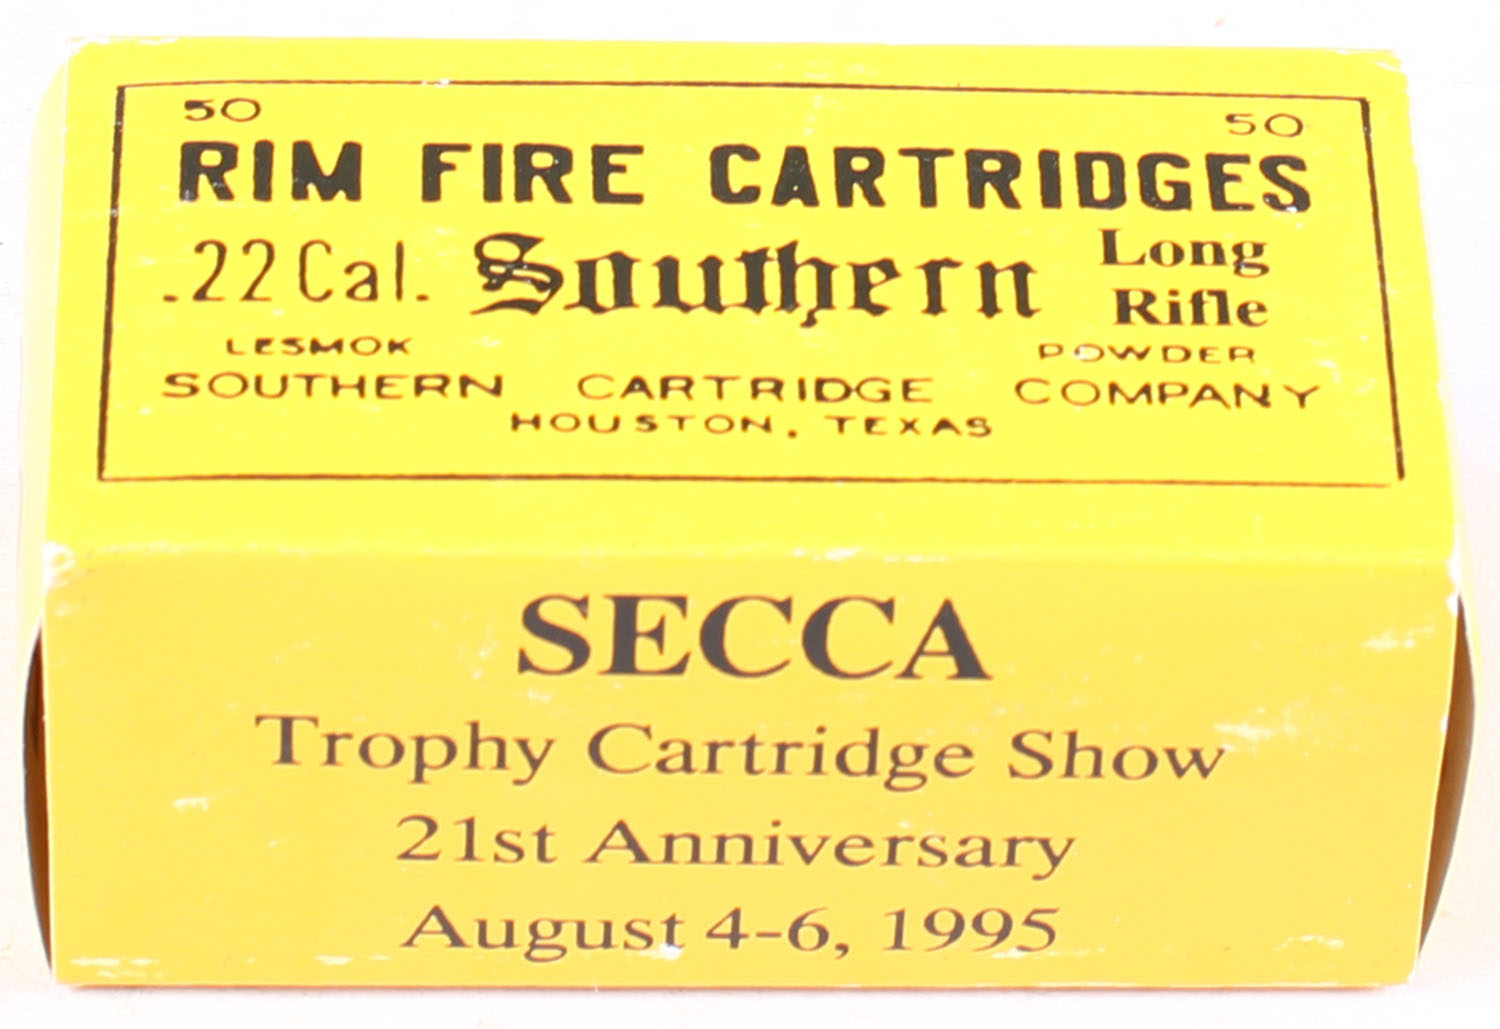 50 50
RIM FIRE CARTRIDGES
.22 Cal. Southern Long Rifle
LESMOK POWDER
SOUTHERN CARTRIDGE COMPANY
HOUSTON, TEXAS
SECCA
Trophy Cartridge Show
21st Anniversary
August 4-6, 1995